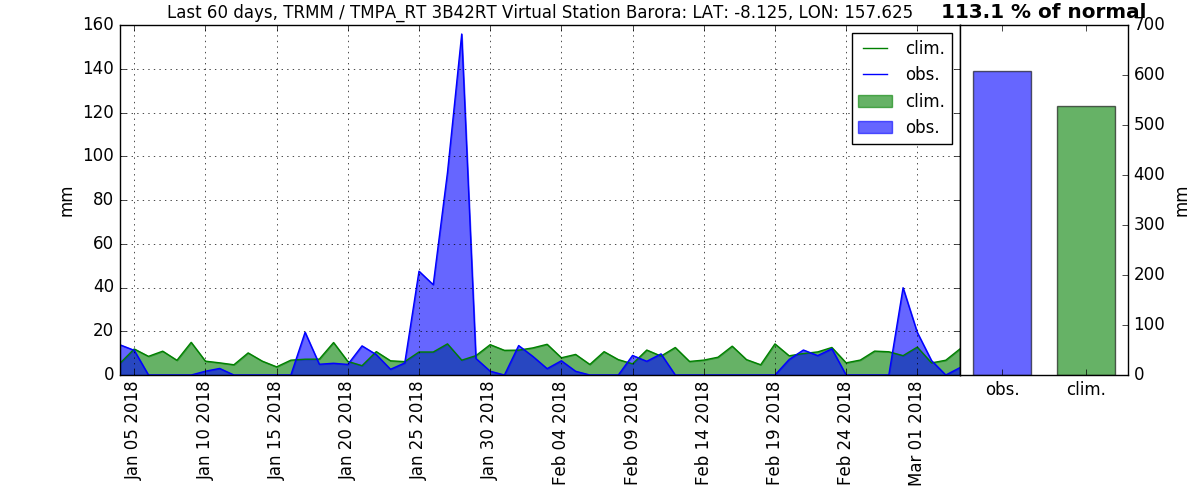 Last 60 days, TRMM / TMPA_RT 3B42RT Virtual Station Barora: LAT: -8.125, LON: 157.625
113.1 % of normal
160
140
120
100
80
60
40
20
0
mm
clim.
obs.
clim.
obs.
Jan 05 2018
Jan 10 2018
Jan 15 2018
Jan 20 2018
Jan 25 2018
Jan 30 2018
Feb 04 2018
Feb 09 2018
Feb 14 2018
Feb 19 2018
Feb 24 2018
Mar 01 2018
obs.
clim.
700
600
500
400
300
200
100
0
mm